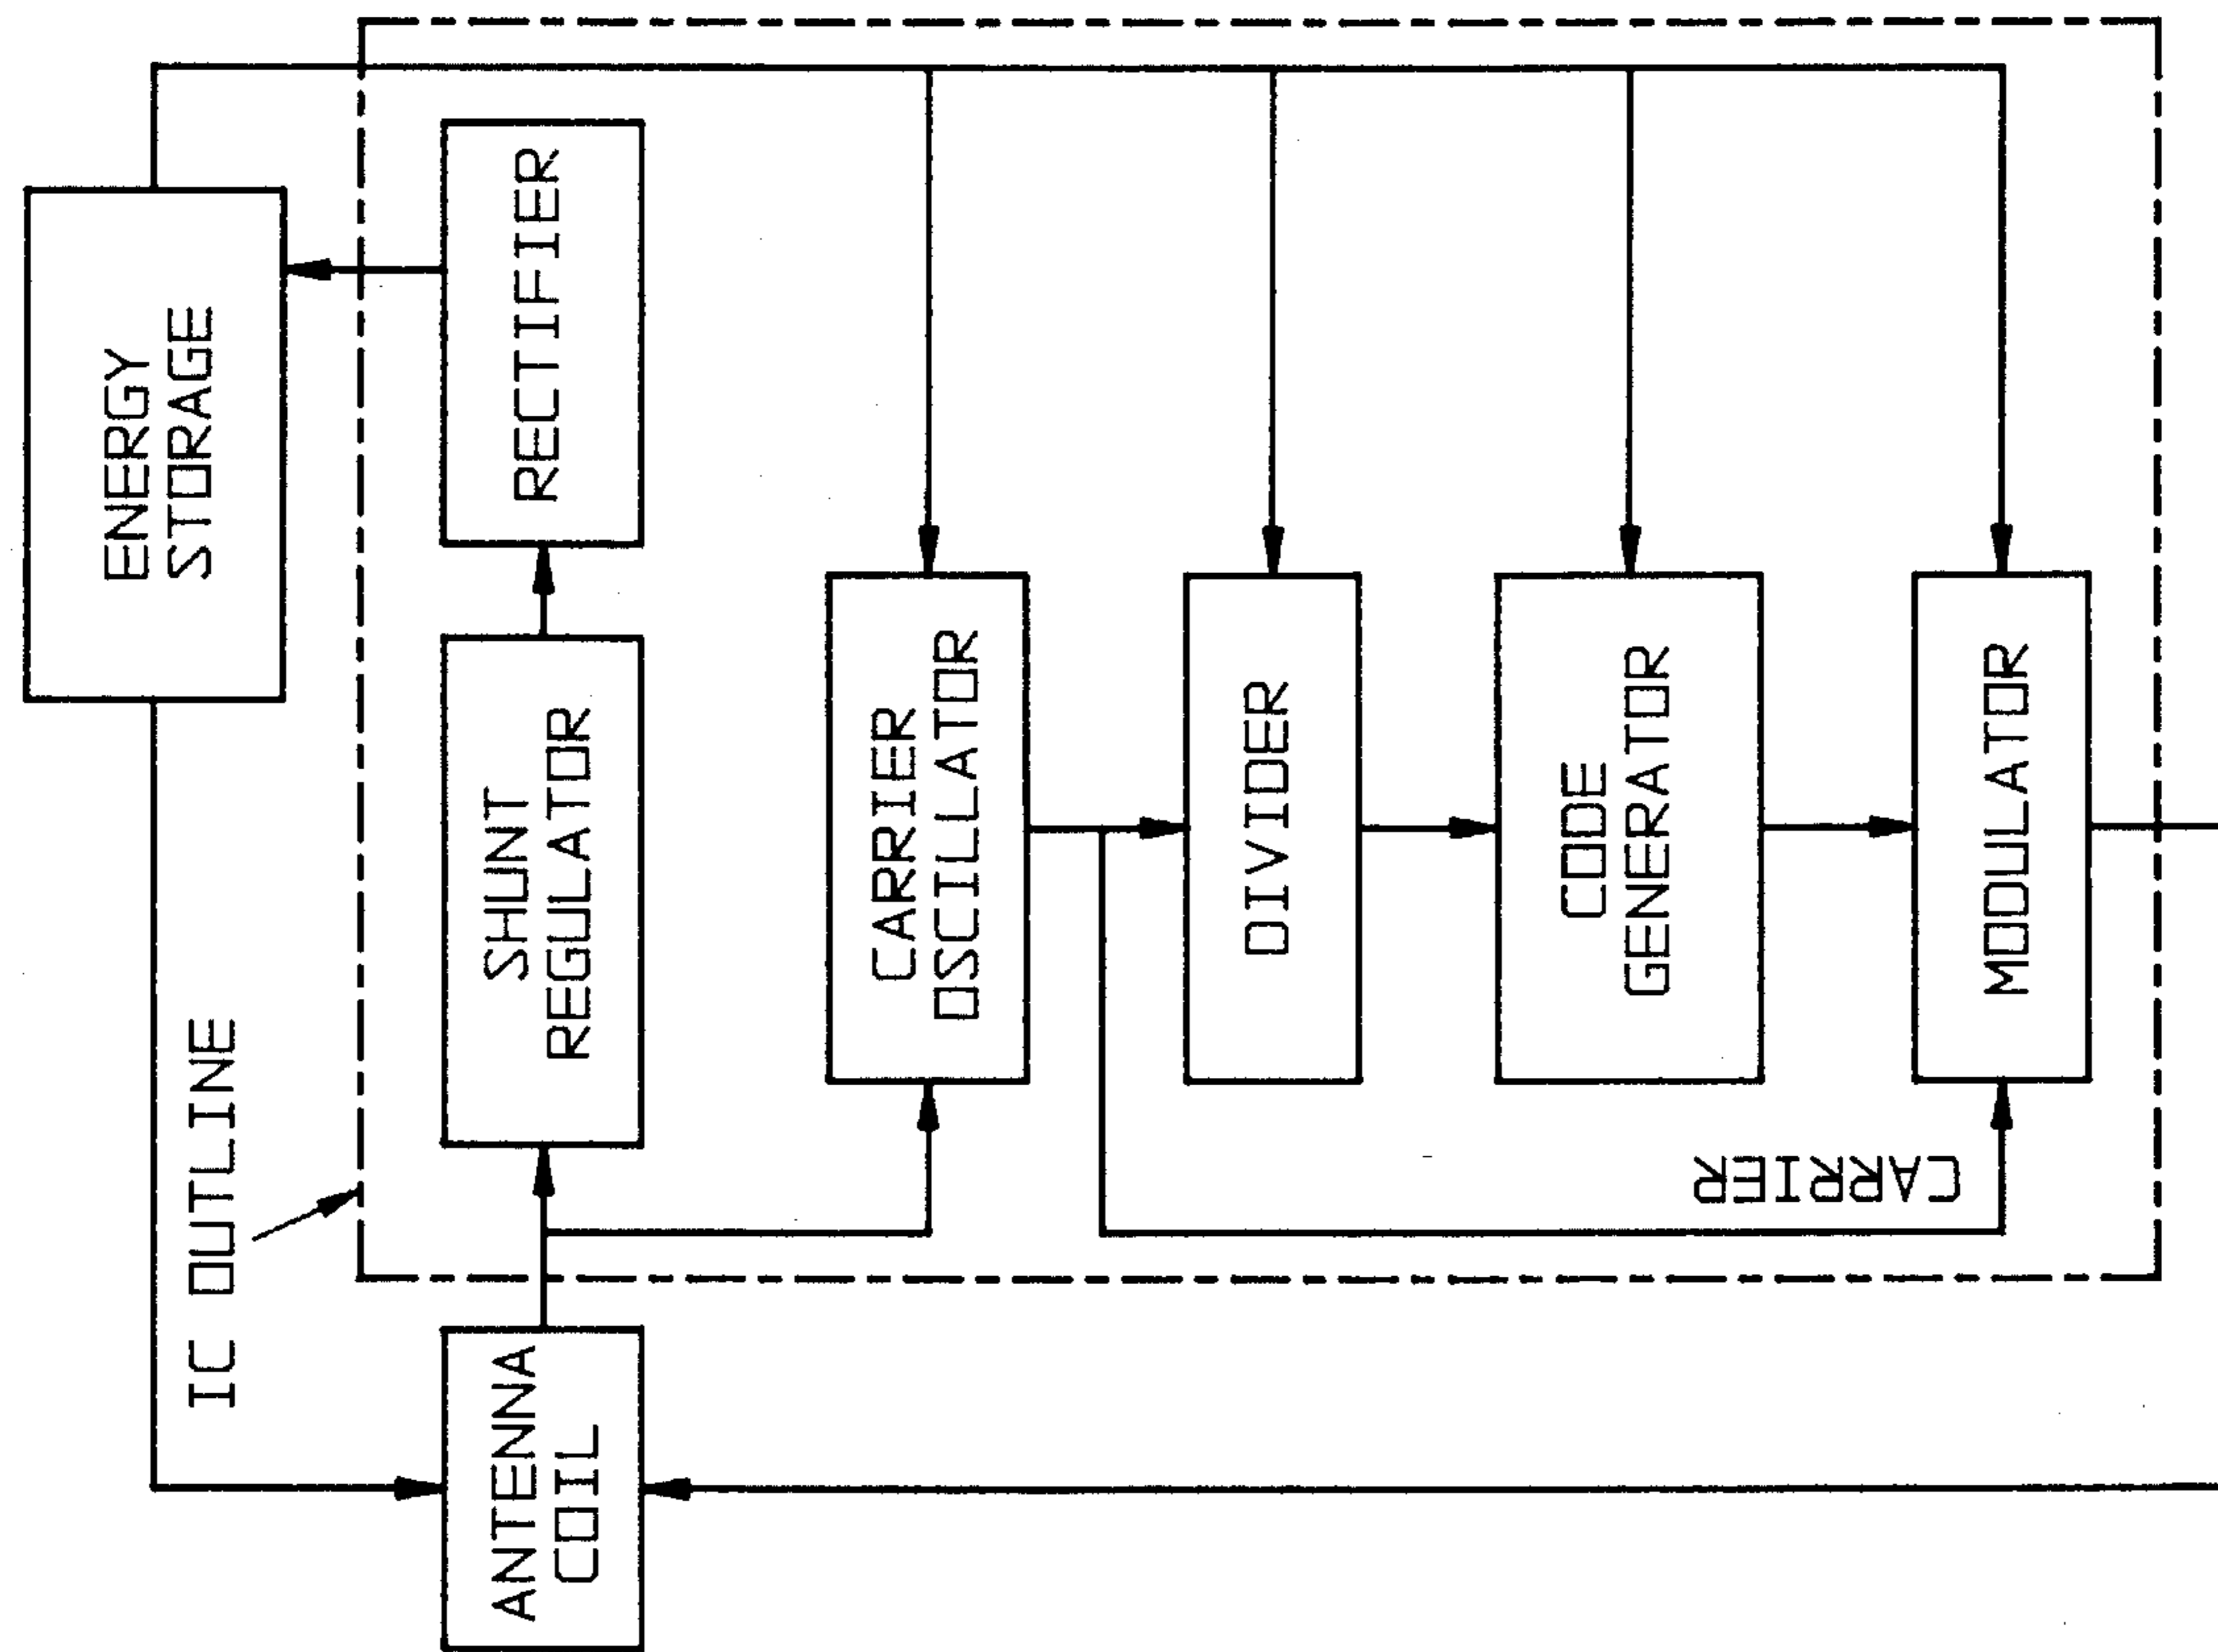 ENERGY
STORAGE
IC OUTLINE
ANTENNA
COIL
SHUNT
REGULATOR
RECTIFIER
CARRIER
OSCILLATOR
DIVIDER
CODE
GENERATOR
MODULATOR
CARRIER